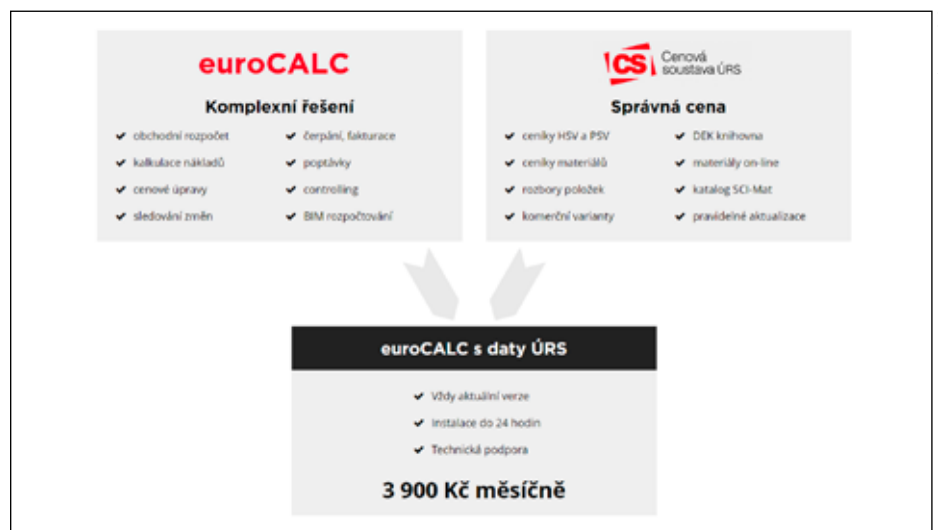 euroCALC
Komplexní řešení
obchodní rozpočet
kalkulace nákladů
cenové úpravy
sledování změn
čerpání, fakturace
poptávky
controlling
BIM rozpočtování
CS Cenová
soustava ÚRS
Správná cena
ceníky HSV a PSV
ceníky materiálů
rozbory položek
komerční varianty
DEK knihovna
materiály on-line
katalog SCI-Mat
pravidelné aktualizace
euroCALC s daty ÚRS
Vždy aktuální verze
Instalace do 24 hodin
Technická podpora
3 900 Kč měsíčně